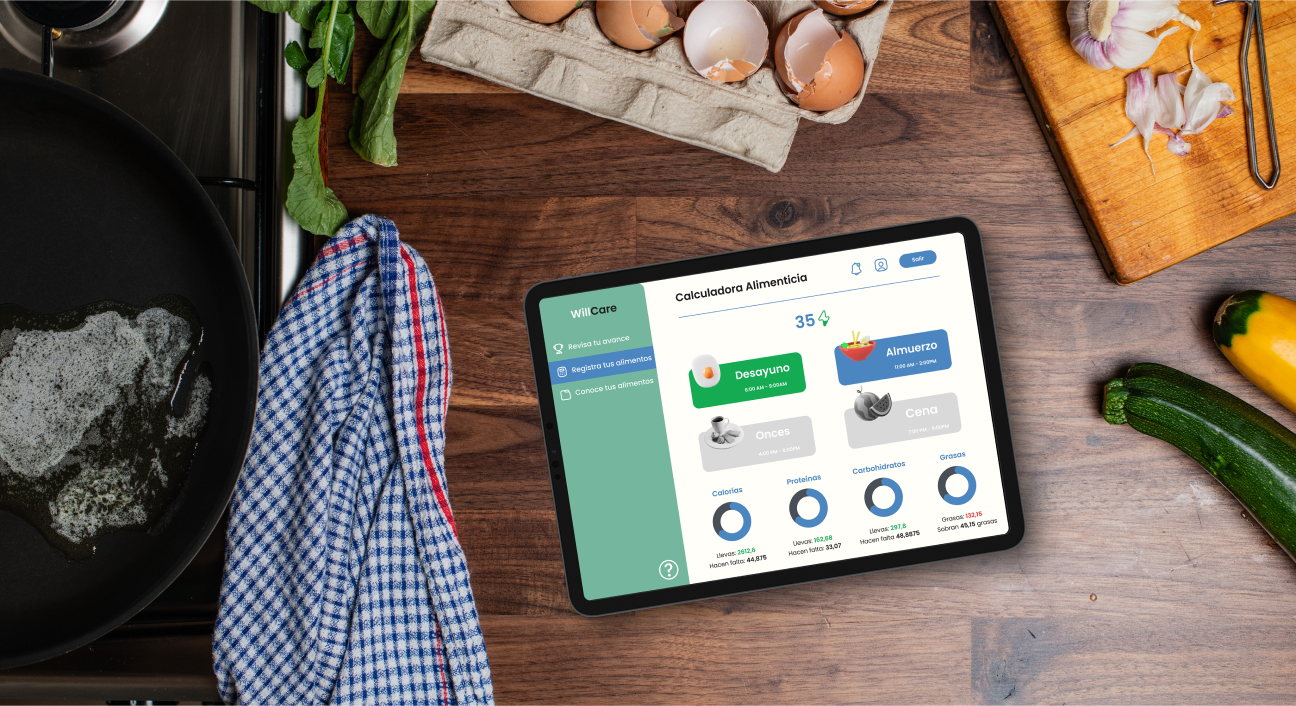 WillCare
Revisa tu avance
Registra tus alimentos
Conoce tus alimentos
Calculadora Alimenticia
Salir
35
Desayuno
6:00 AM - 9:00AM
Almuerzo
11:00 AM - 2:00PM
Onces
Cena
Calorías
Llevas: 2612,6
Hacen falta: 44,875
Proteinas
Llevas: 162,68
Hacen falta: 33,07
Carbohidratos
Llevas: 297,8
Hacen falta 48,8875
Grasas
Grasas: 132,15
Sobran 45,15 grasas
?